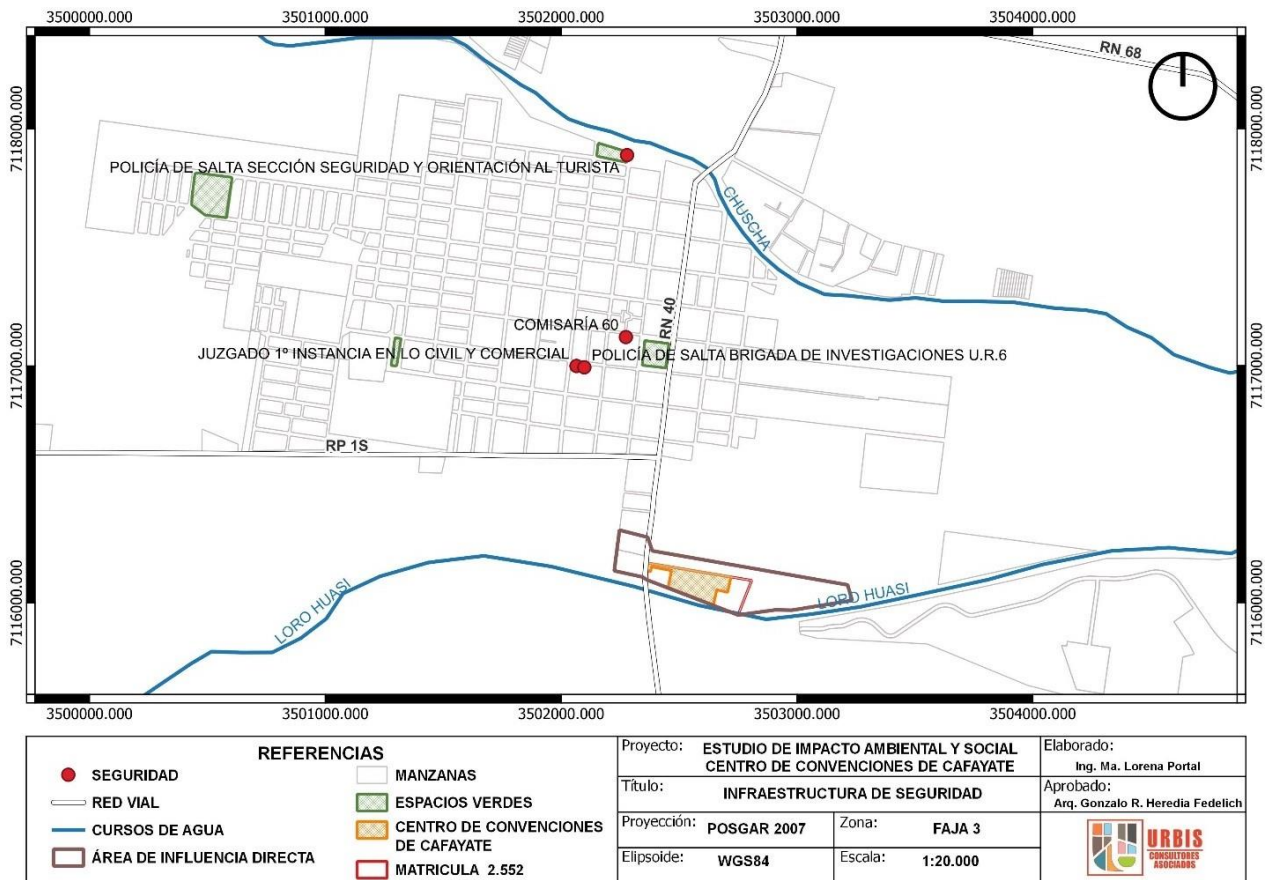 3500000.000 3501000.000 3502000.000 3503000.000 3504000.000
RN 68
7118000.000
7118000.000
POLICÍA DE SALTA SECCIÓN SEGURIDAD Y ORIENTACIÓN AL TURISTA
CHUSCHA
RN 40
COMISARÍA 60
JUZGADO 1º INSTANCIA EN LO CIVIL Y COMERCIAL
POLICÍA DE SALTA BRIGADA DE INVESTIGACIONES U.R.6
7117000.000
7117000.000
RP 1S
LORO HUASI
LORO HUASI
7116000.000
7116000.000
3500000.000 3501000.000 3502000.000 3503000.000 3504000.000
REFERENCIAS
SEGURIDAD
RED VIAL
CURSOS DE AGUA
ÁREA DE INFLUENCIA DIRECTA
MANZANAS
ESPACIOS VERDES
CENTRO DE CONVENCIONES
DE CAFAYATE
MATRICULA 2.552
Proyecto: ESTUDIO DE IMPACTO AMBIENTAL Y SOCIAL
CENTRO DE CONVENCIONES DE CAFAYATE
Título: INFRAESTRUCTURA DE SEGURIDAD
Proyección: POSGAR 2007
Zona: FAJA 3
Elipsoide: WGS84
Escala: 1:20.000
Elaborado:
Ing. Ma. Lorena Portal
Aprobado:
Arq. Gonzalo R. Heredia Fedelich
URBIS
CONSULTORES
ASOCIADOS